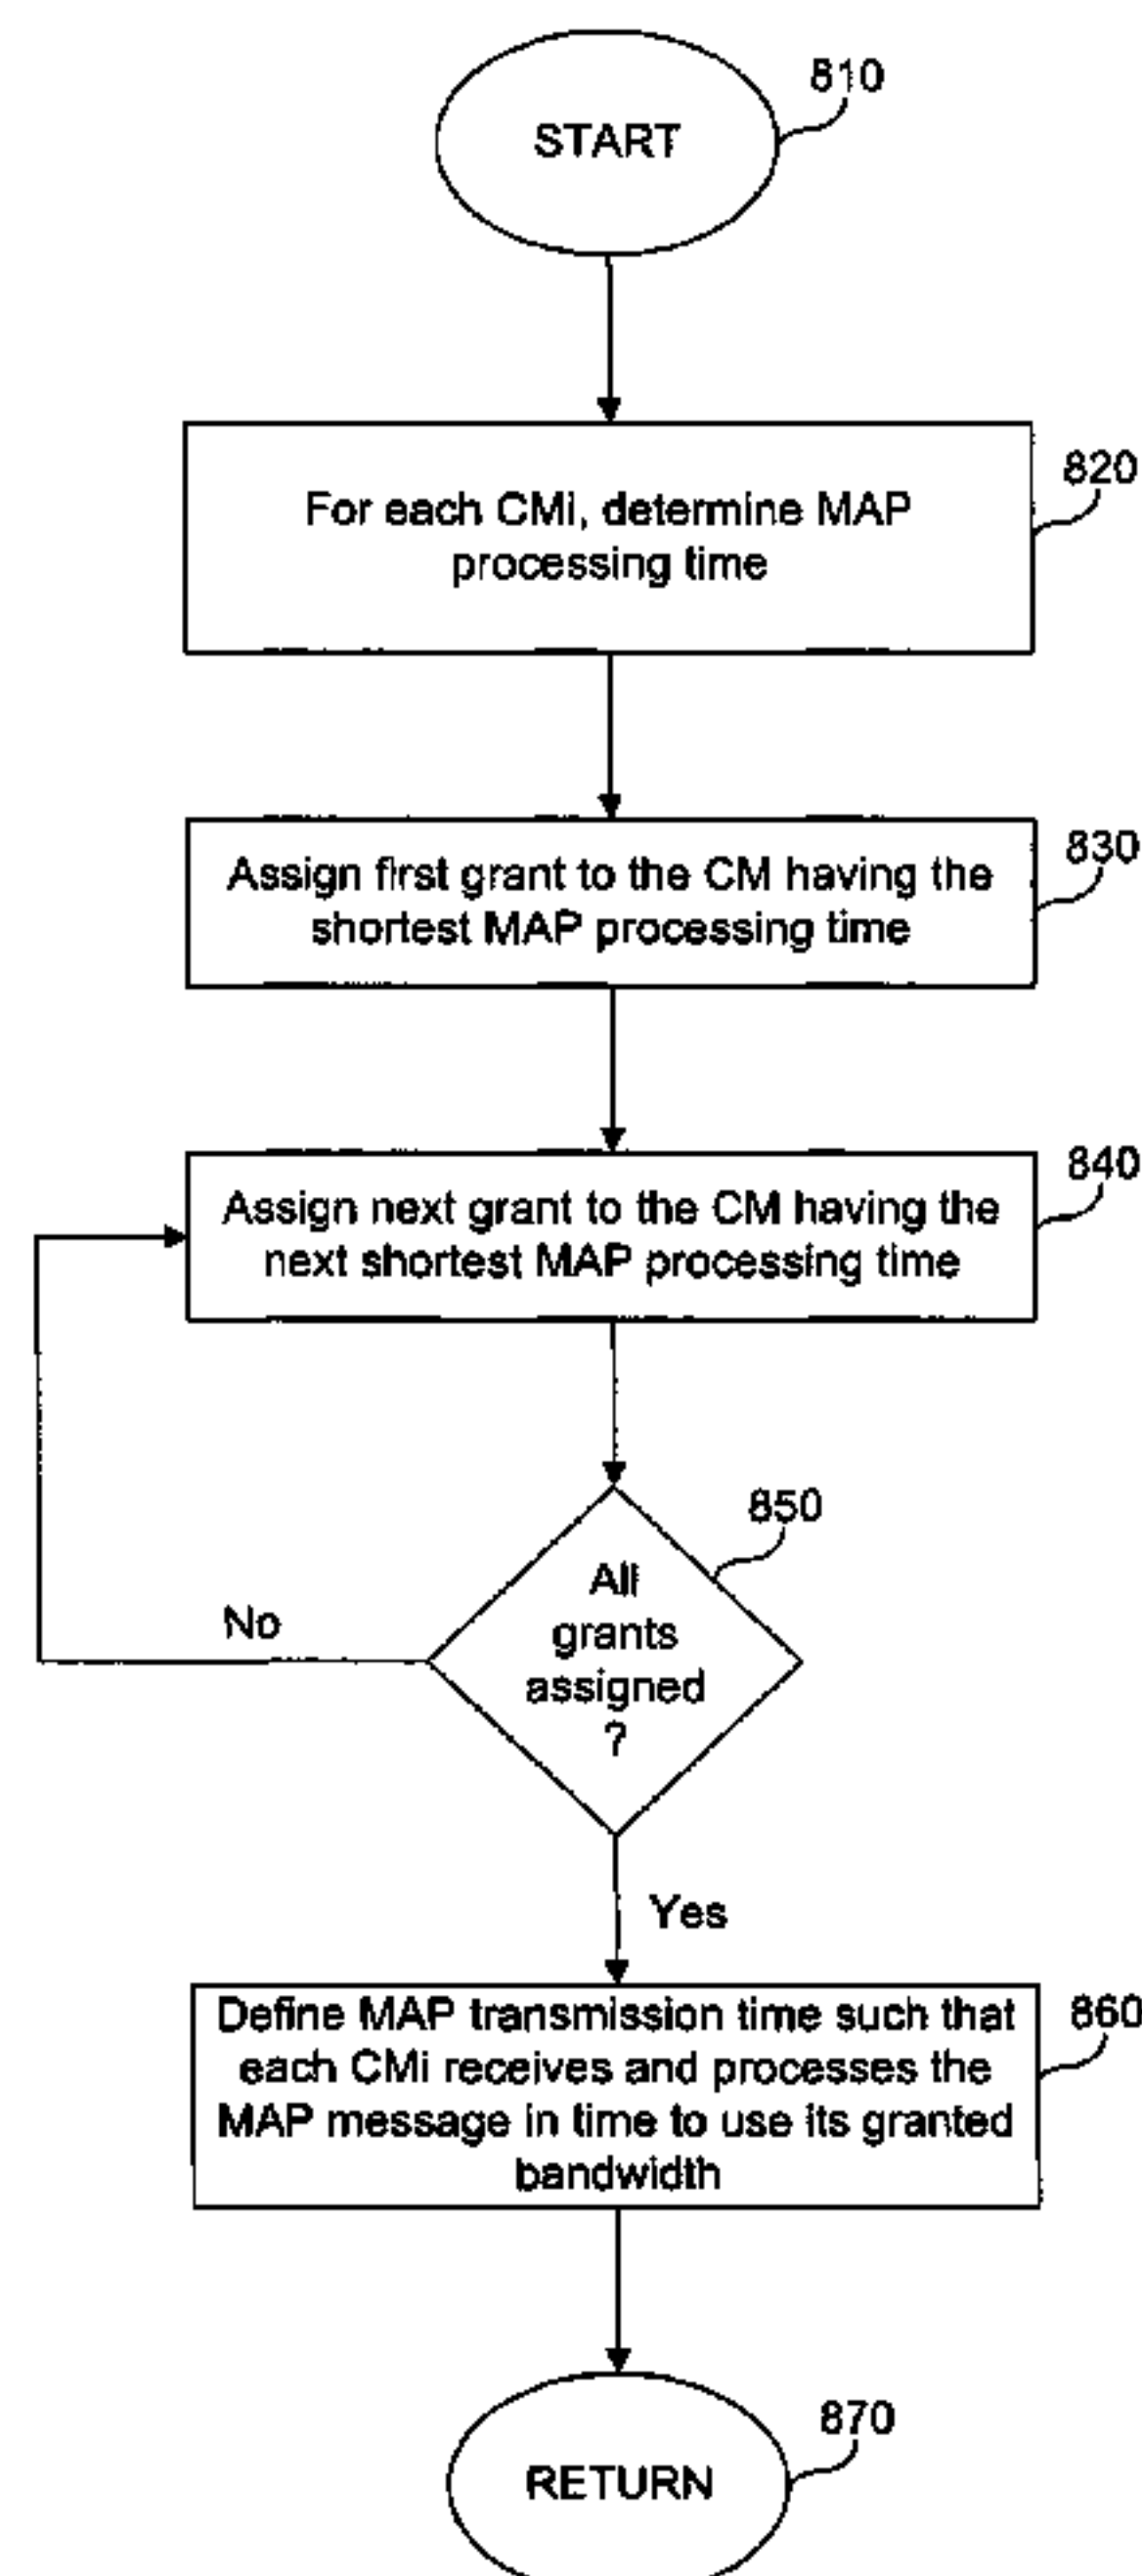 810
START
820
For each CMi, determine MAP
processing time
830
Assign first grant to the CM having the
shortest MAP processing time
840
Assign next grant to the CM having the
next shortest MAP processing time
850
All
grants
assigned
?
No
Yes
860
Define MAP transmission time such that
each CMi receives and processes the
MAP message in time to use its granted
bandwidth
870
RETURN